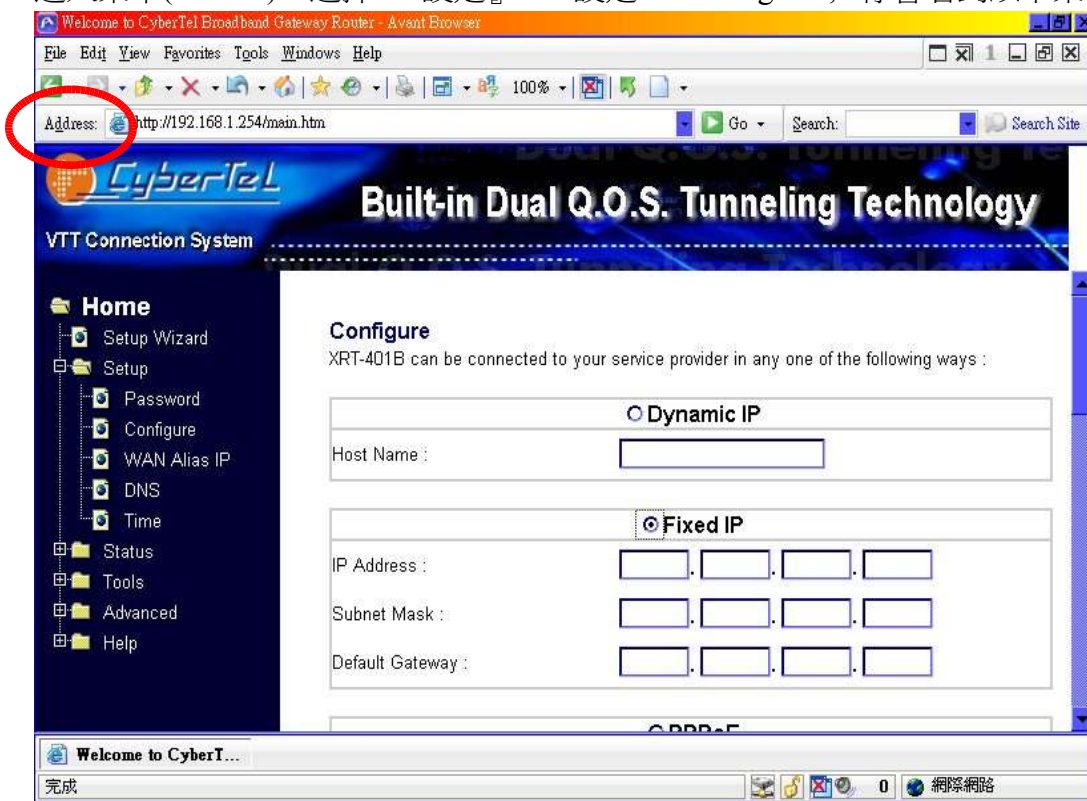 Welcome to CyberTel Broadband Gateway Router - Avant Browser
File Edit View Favorites Tools Windows Help
1
100%
Address: http://192.168.1.254/main.htm Go Search: Search Site
CyberTel
Built-in Dual Q.O.S. Tunneling Technology
VTT Connection System
Home
Setup Wizard
Setup
Password
Configure
WAN Alias IP
DNS
Time
Status
Tools
Advanced
Help
Configure
XRT-401B can be connected to your service provider in any one of the following ways :
Dynamic IP
Host Name :
Fixed IP
IP Address :
Subnet Mask :
Default Gateway :
Welcome to CyberT...
完成 0 網際網路